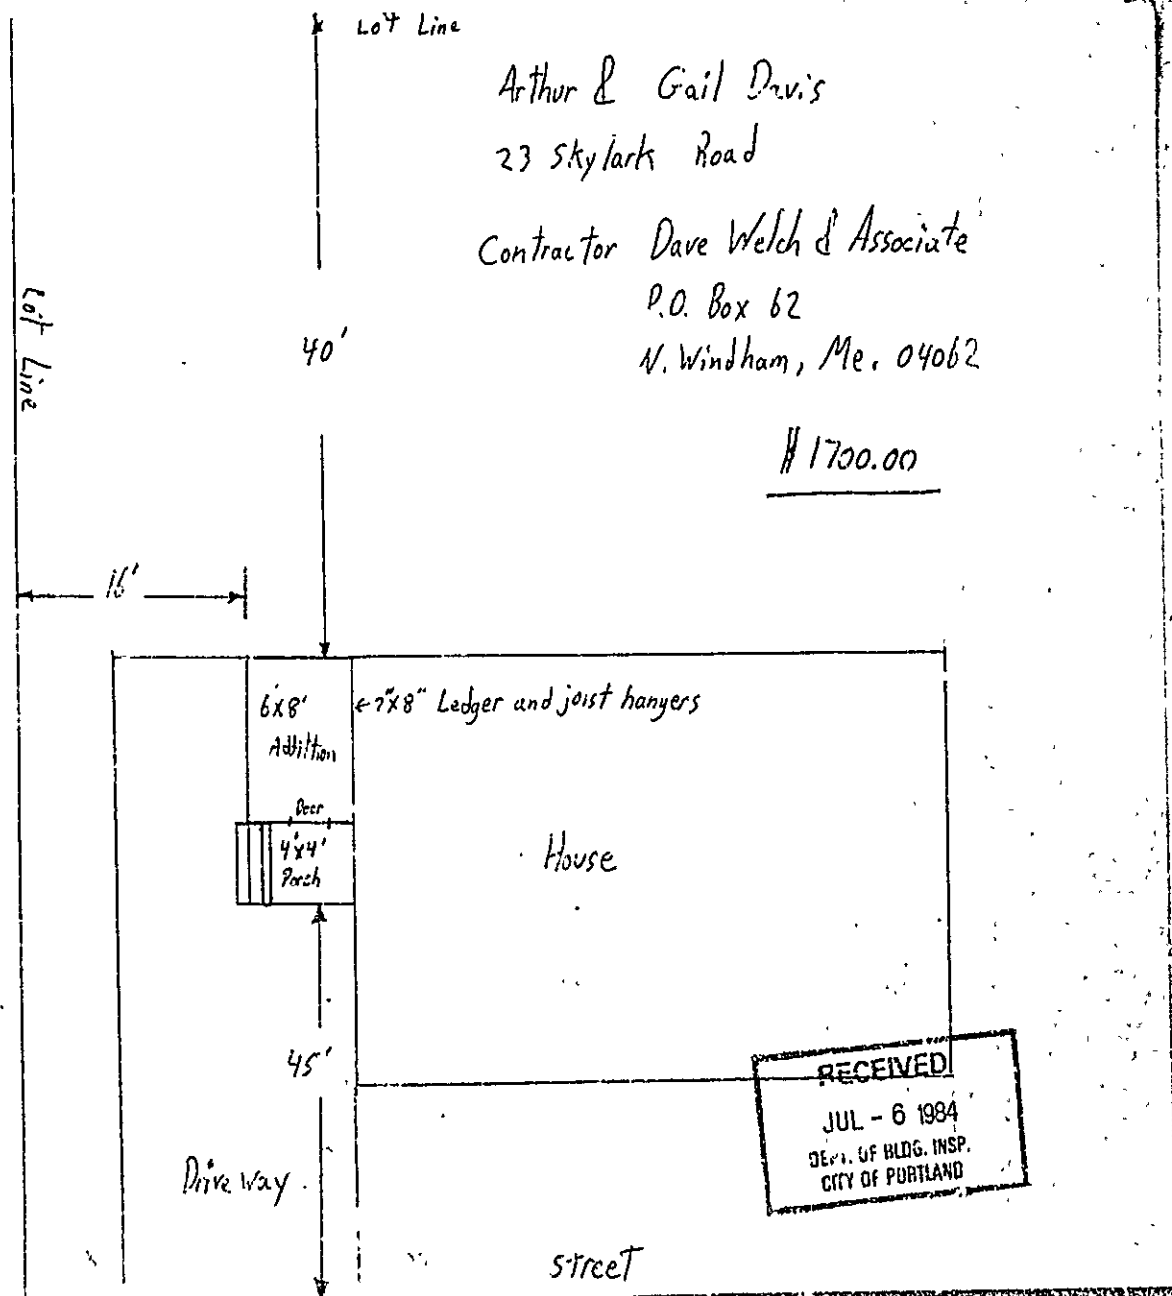 Lot Line
Arthur & Gail Davis
23 Skylark Road
Contractor Dave Welch & Associate
P.O. Box 62
N. Windham, Me. 04062
$1700.00
Lot Line
40'
16'
6'x8'
Addition
← 2"x8" Ledger and joist hangers
Door
4'x4'
Porch
House
45'
Drive Way
RECEIVED
JUL - 6 1984
DEPT. OF BLDG. INSP.
CITY OF PORTLAND
Street